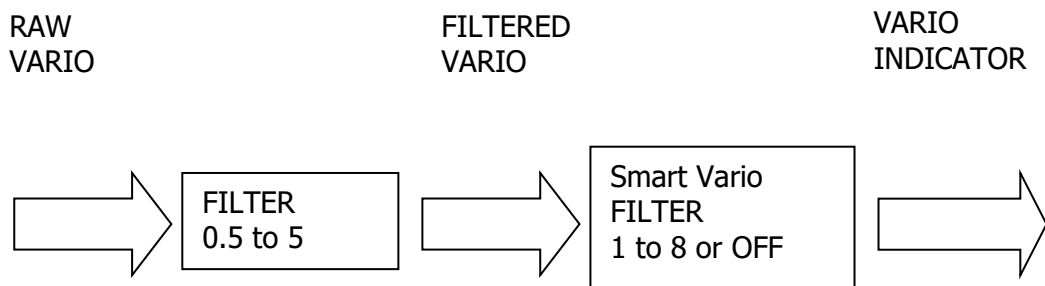 RAW
VARIO
FILTERED
VARIO
VARIO
INDICATOR
FILTER
0.5 to 5
Smart Vario
FILTER
1 to 8 or OFF